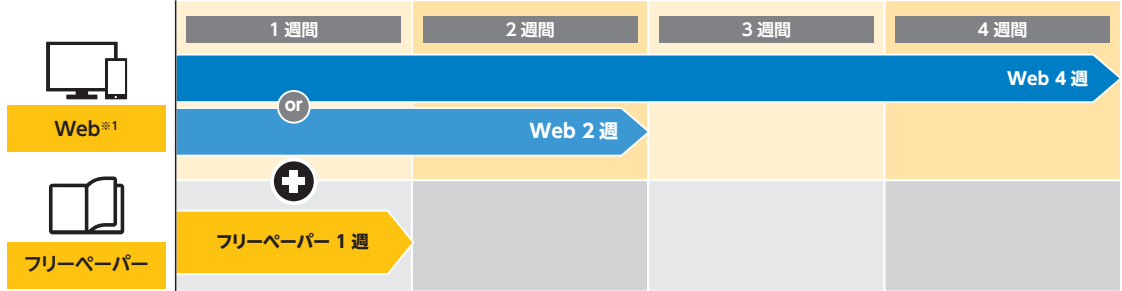 1 週間
2 週間
3 週間
4 週間
Web※1
Web 4 週
or
Web 2 週
フリーペーパー
フリーペーパー 1 週